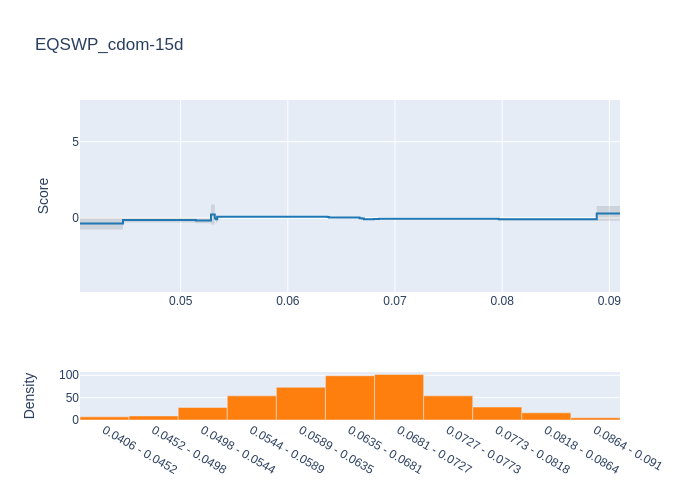 EQSWP_cdom-15d
Score
5
0
0.05 0.06 0.07 0.08 0.09
Density
100
50
0
0.0406 - 0.0452
0.0452 - 0.0498
0.0498 - 0.0544
0.0544 - 0.0589
0.0589 - 0.0635
0.0635 - 0.0681
0.0681 - 0.0727
0.0727 - 0.0773
0.0773 - 0.0818
0.0818 - 0.0864
0.0864 - 0.091